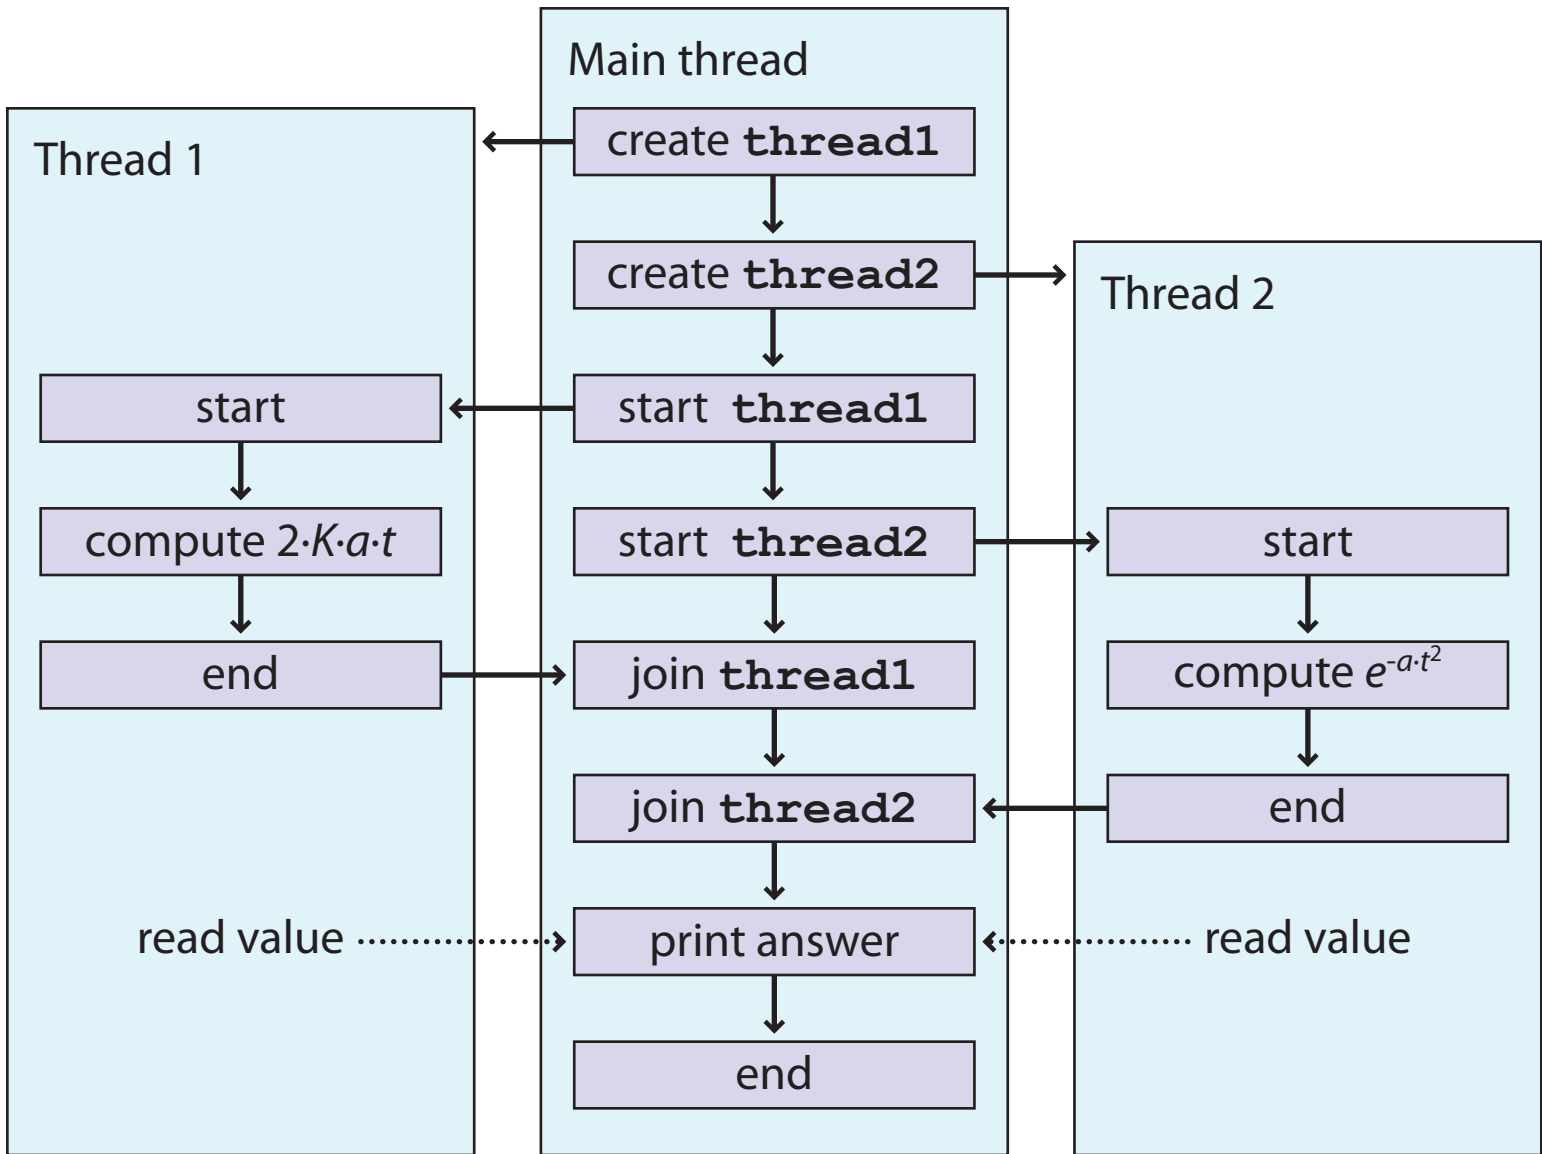 Main thread
create thread1
Thread 1
create thread2
Thread 2
start
start thread1
compute 2·K·a·t
start thread2
start
end
join thread1
compute e^-a·t²
join thread2
end
read value
print answer
read value
end